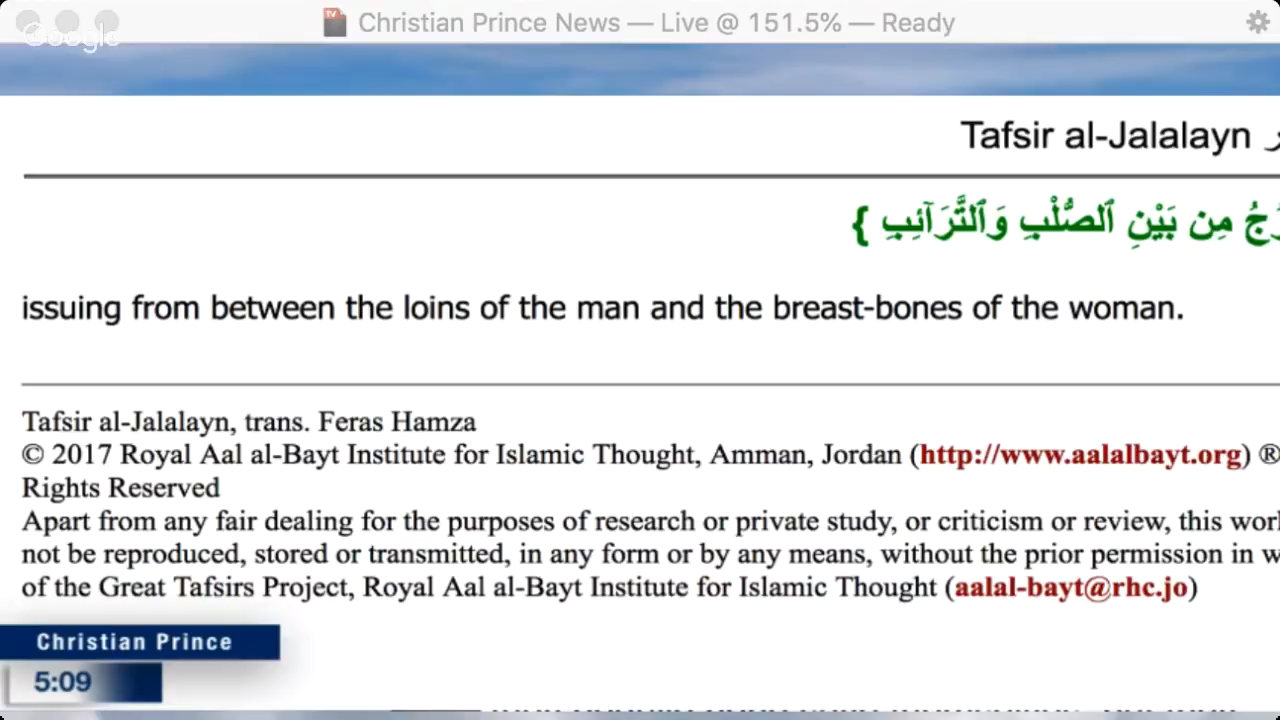 Christian Prince News — Live @ 151.5% — Ready
Google
Tafsir al-Jalalayn
مِن بَيْنِ ٱلصُّلْبِ وَٱلتَّرَآئِبِ }
issuing from between the loins of the man and the breast-bones of the woman.
Tafsir al-Jalalayn, trans. Feras Hamza
© 2017 Royal Aal al-Bayt Institute for Islamic Thought, Amman, Jordan (http://www.aalalbayt.org) ®
Rights Reserved
Apart from any fair dealing for the purposes of research or private study, or criticism or review, this
not be reproduced, stored or transmitted, in any form or by any means, without the prior permission in
of the Great Tafsirs Project, Royal Aal al-Bayt Institute for Islamic Thought (aalal-bayt@rhc.jo)
Christian Prince
5:09